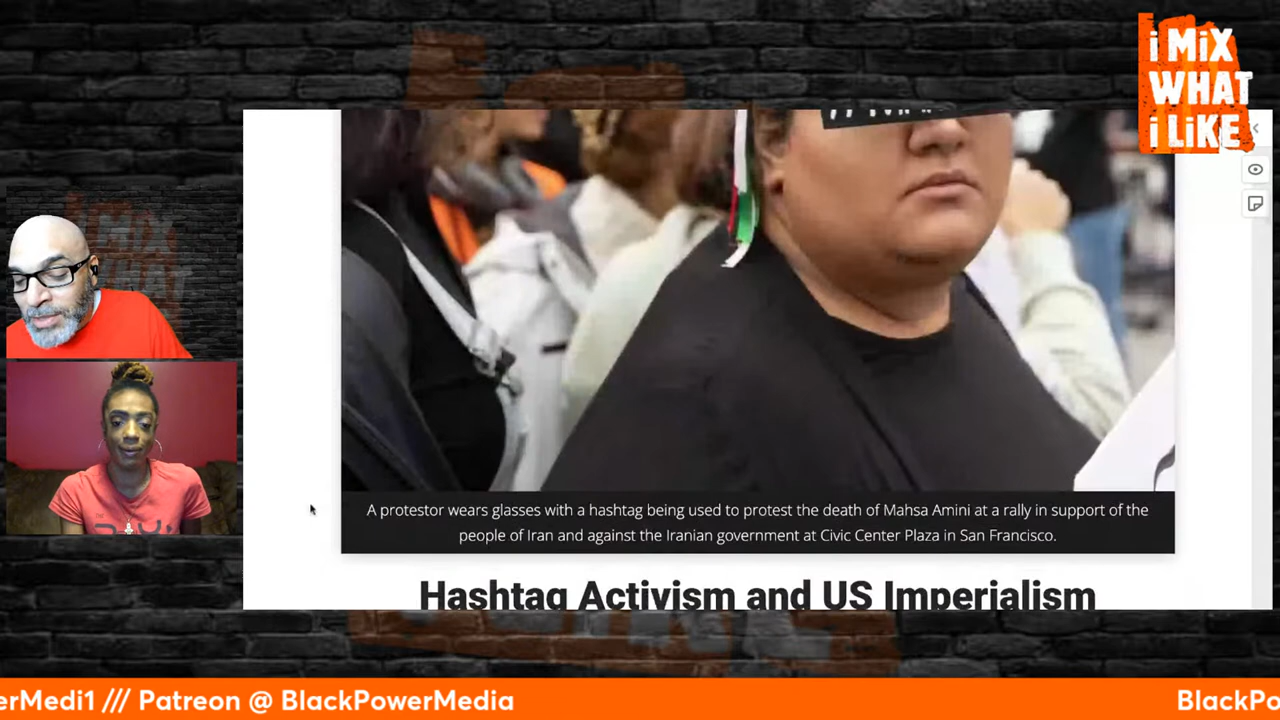 i MiX
WHAT
i LiKE
A protestor wears glasses with a hashtag being used to protest the death of Mahsa Amini at a rally in support of the
people of Iran and against the Iranian government at Civic Center Plaza in San Francisco.
Hashtag Activism and US Imperialism
erMedi1 /// Patreon @ BlackPowerMedia
BlackPo